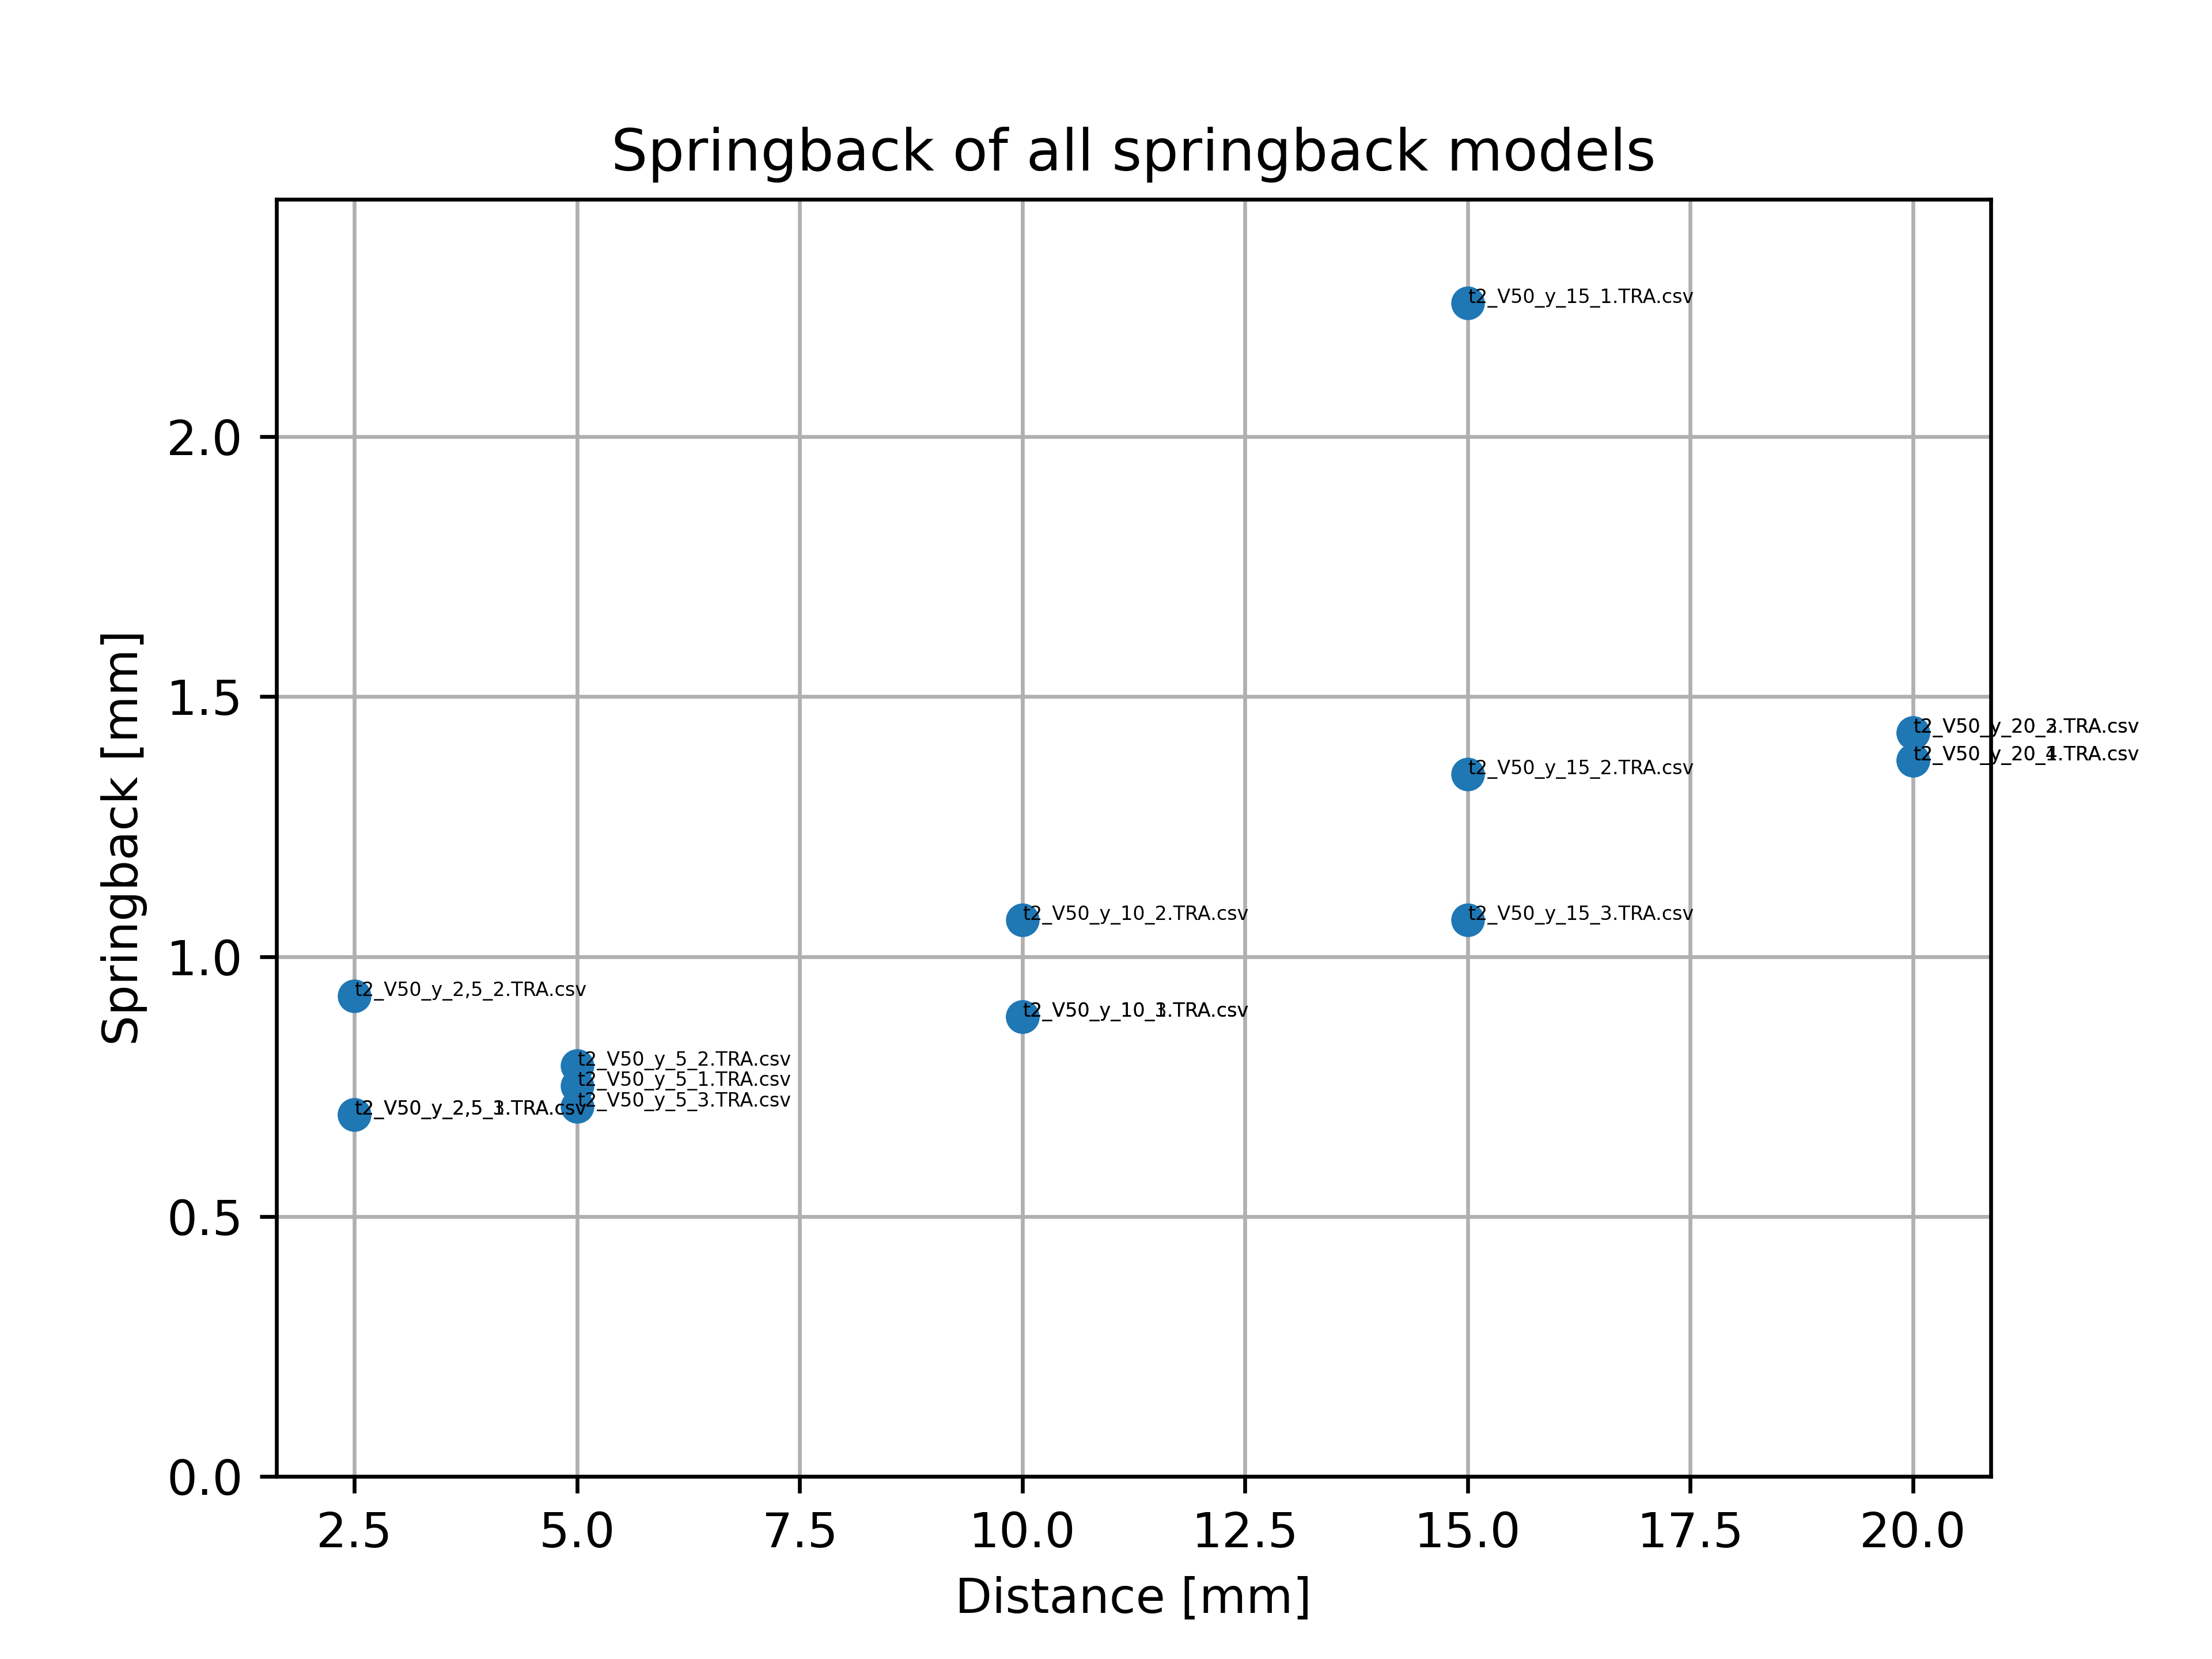 Springback of all springback models
t2_V50_y_15_1.TRA.csv
2.0
1.5
t2_V50_y_15_2.TRA.csv
t2_V50_y_10_2.TRA.csv
t2_V50_y_15_3.TRA.csv
1.0
t2_V50_y_2,5_2.TRA.csv
t2_V50_y_5_2.TRA.csv
t2_V50_y_5_1.TRA.csv
t2_V50_y_5_3.TRA.csv
0.5
0.0
2.5 5.0 7.5 10.0 12.5 15.0 17.5 20.0
Distance [mm]
Springback [mm]